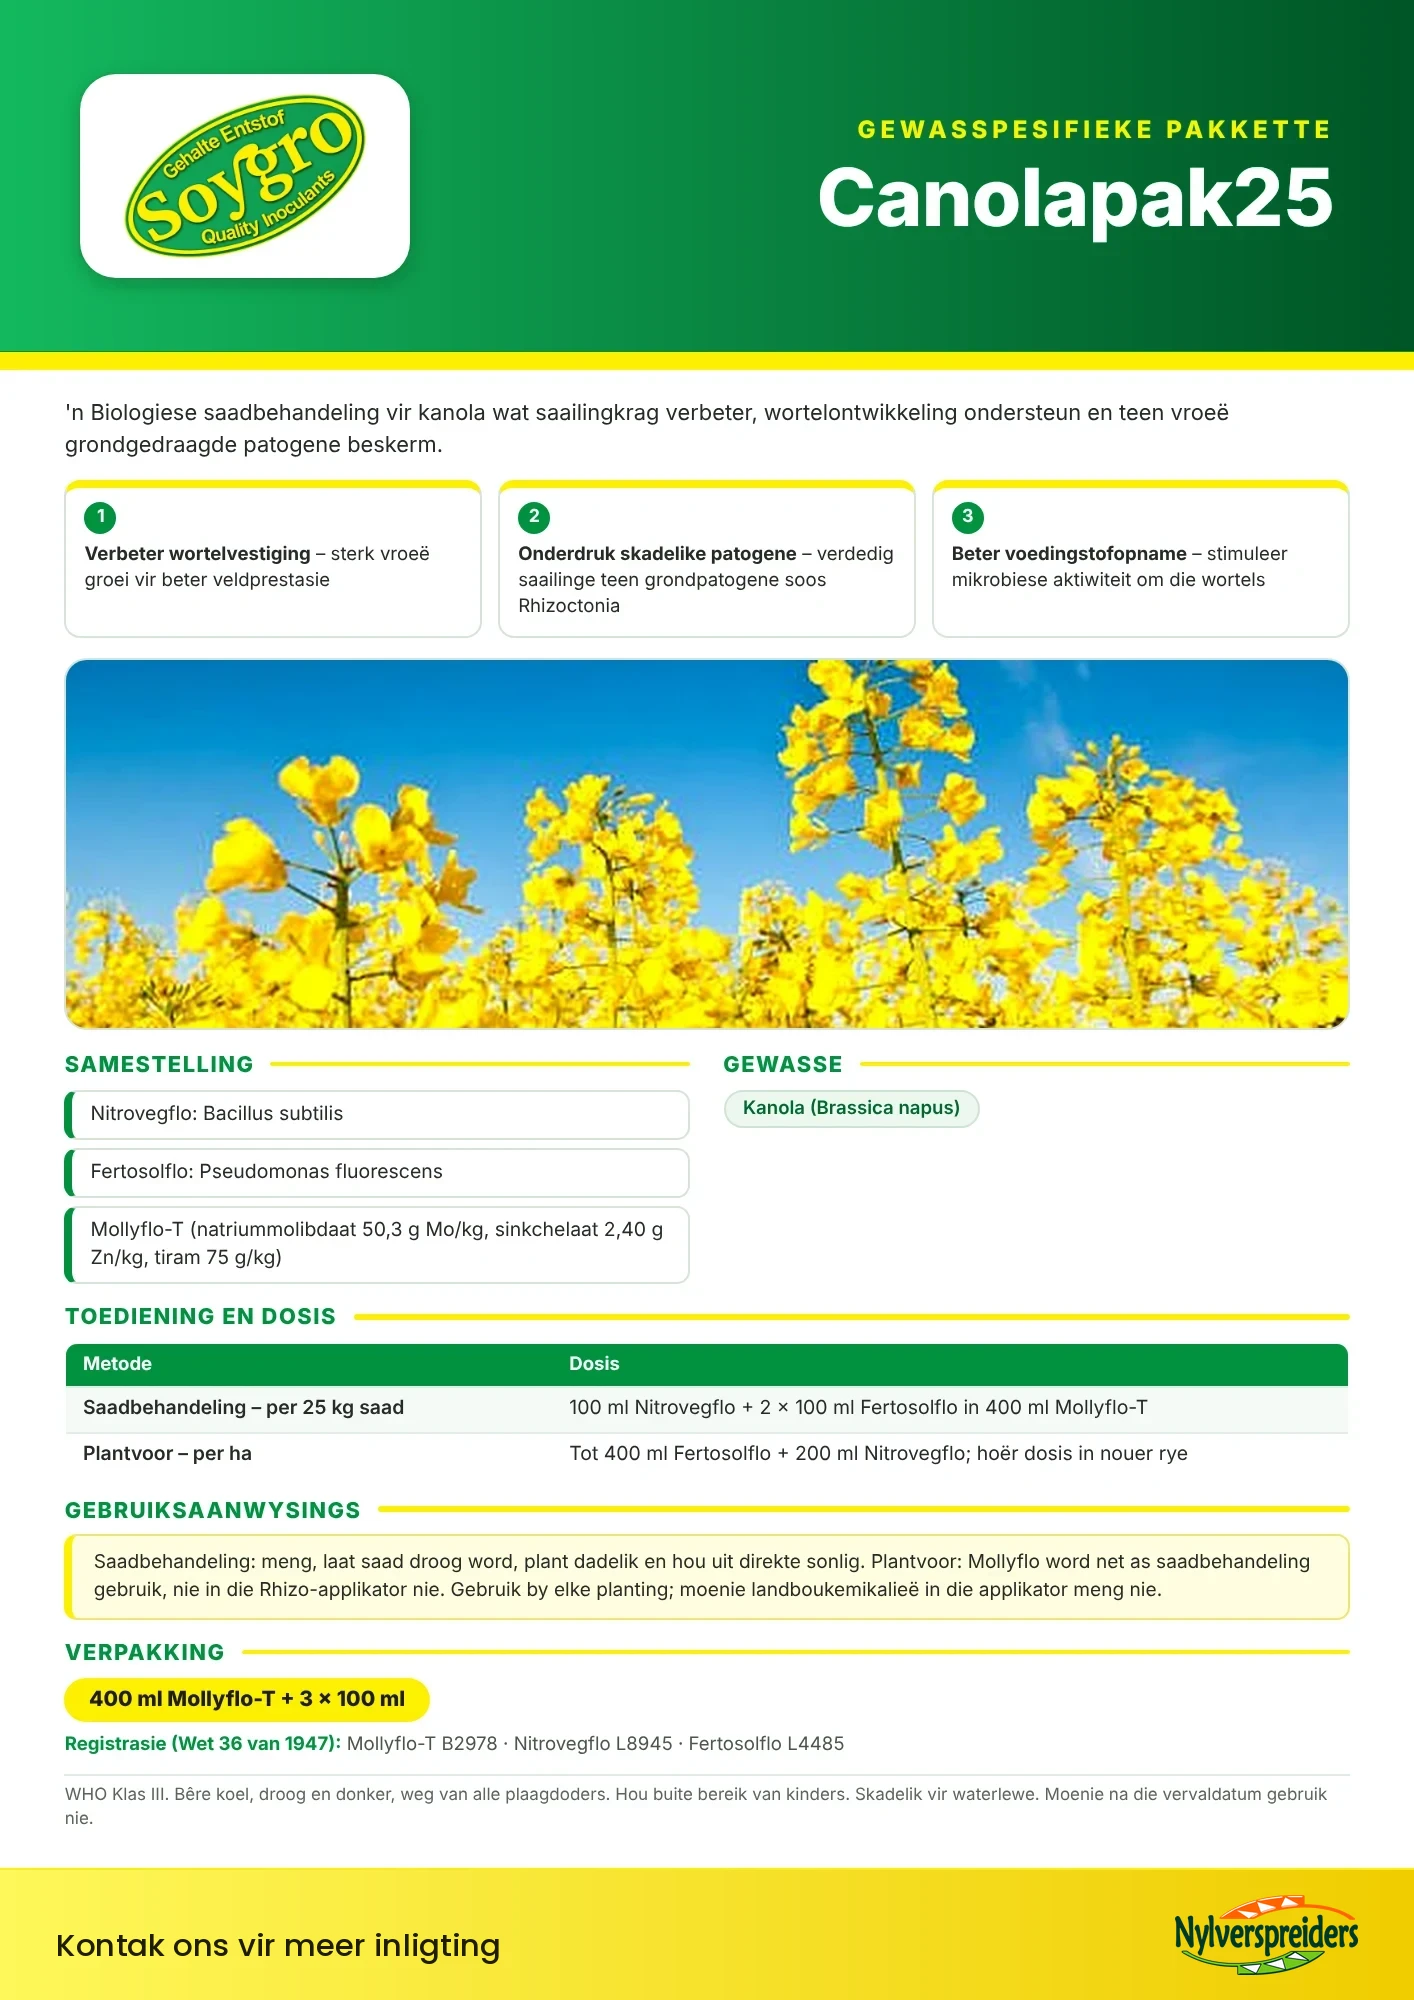 Gehalte Entstof
Soygro
Quality Inoculants
GEWASSPESIFIEKE PAKKETTE
Canolapak25
'n Biologiese saadbehandeling vir kanola wat saailingkrag verbeter, wortelontwikkeling ondersteun en teen vroeë
grondgedraagde patogene beskerm.
1
Verbeter wortelvestiging – sterk vroeë
groei vir beter veldprestasie
2
Onderdruk skadelike patogene – verdedig
saailinge teen grondpatogene soos
Rhizoctonia
3
Beter voedingstofopname – stimuleer
mikrobiese aktiwiteit om die wortels
SAMESTELLING
Nitrovegflo: Bacillus subtilis
Fertosolflo: Pseudomonas fluorescens
Mollyflo-T (natriummolibdaat 50,3 g Mo/kg, sinkchelaat 2,40 g
Zn/kg, tiram 75 g/kg)
GEWASSE
Kanola (Brassica napus)
TOEDIENING EN DOSIS
Metode Dosis
Saadbehandeling – per 25 kg saad 100 ml Nitrovegflo + 2 × 100 ml Fertosolflo in 400 ml Mollyflo-T
Plantvoor – per ha Tot 400 ml Fertosolflo + 200 ml Nitrovegflo; hoër dosis in nouer rye
GEBRUIKSAANWYSINGS
Saadbehandeling: meng, laat saad droog word, plant dadelik en hou uit direkte sonlig. Plantvoor: Mollyflo word net as saadbehandeling
gebruik, nie in die Rhizo-applikator nie. Gebruik by elke planting; moenie landboukemikalieë in die applikator meng nie.
VERPAKKING
400 ml Mollyflo-T + 3 × 100 ml
Registrasie (Wet 36 van 1947): Mollyflo-T B2978 · Nitrovegflo L8945 · Fertosolflo L4485
WHO Klas III. Bêre koel, droog en donker, weg van alle plaagdoders. Hou buite bereik van kinders. Skadelik vir waterlewe. Moenie na die vervaldatum gebruik
nie.
Kontak ons vir meer inligting
Nylverspreiders